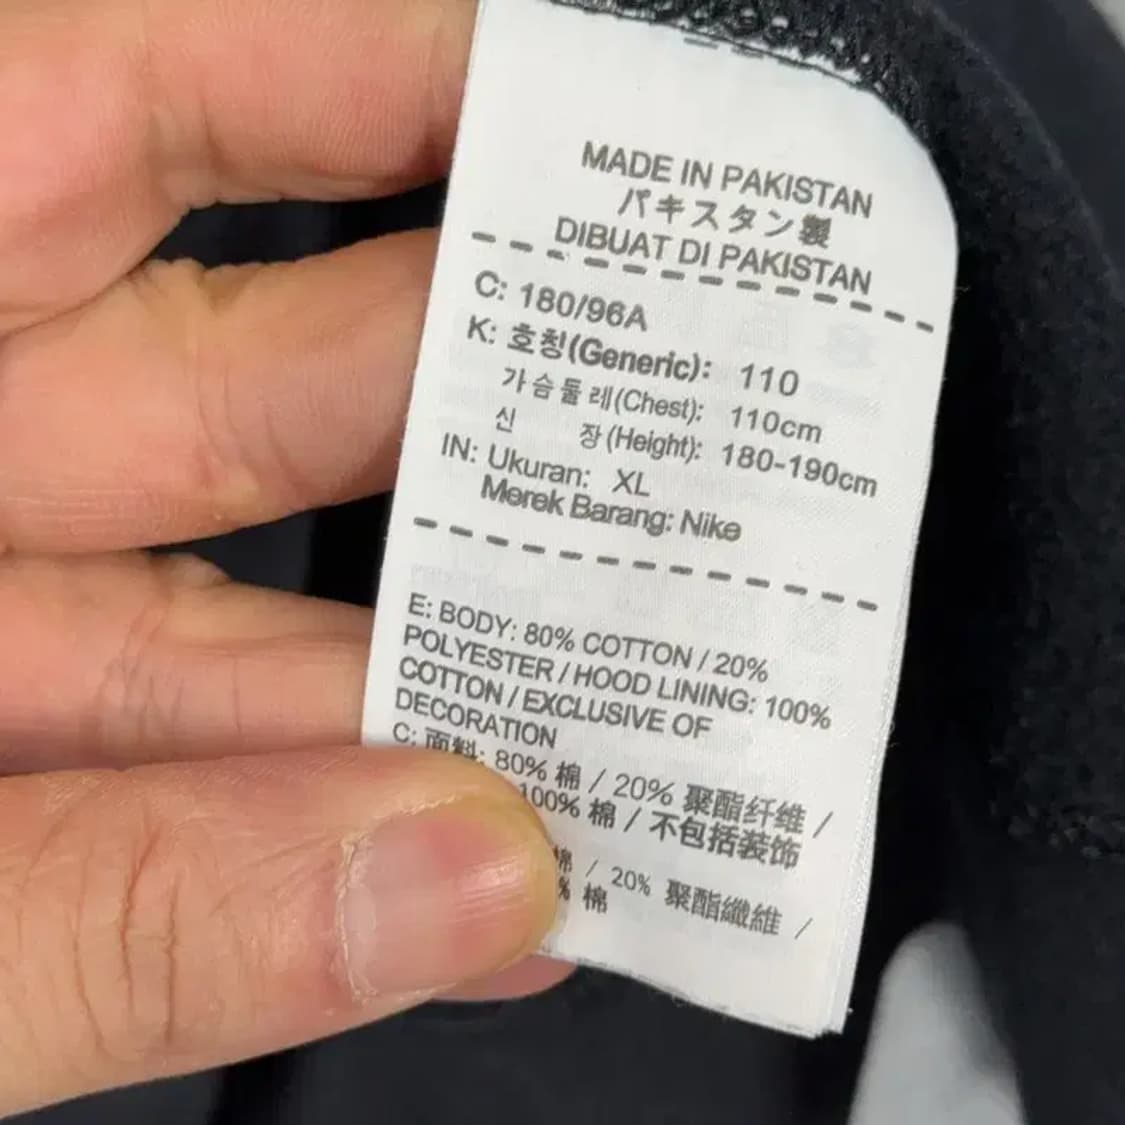 MADE IN PAKISTAN
パキスタン製
DIBUAT DI PAKISTAN
C: 180/96A
K: 호칭(Generic): 110
가슴둘레(Chest): 110cm
신 장(Height): 180-190cm
IN: Ukuran: XL
Merek Barang: Nike
E: BODY: 80% COTTON / 20%
POLYESTER / HOOD LINING: 100%
COTTON / EXCLUSIVE OF
DECORATION
C: 面料: 80% 棉 / 20% 聚酯纤维 /
100% 棉 / 不包括装饰
棉 / 20% 聚酯纖維 /
% 棉